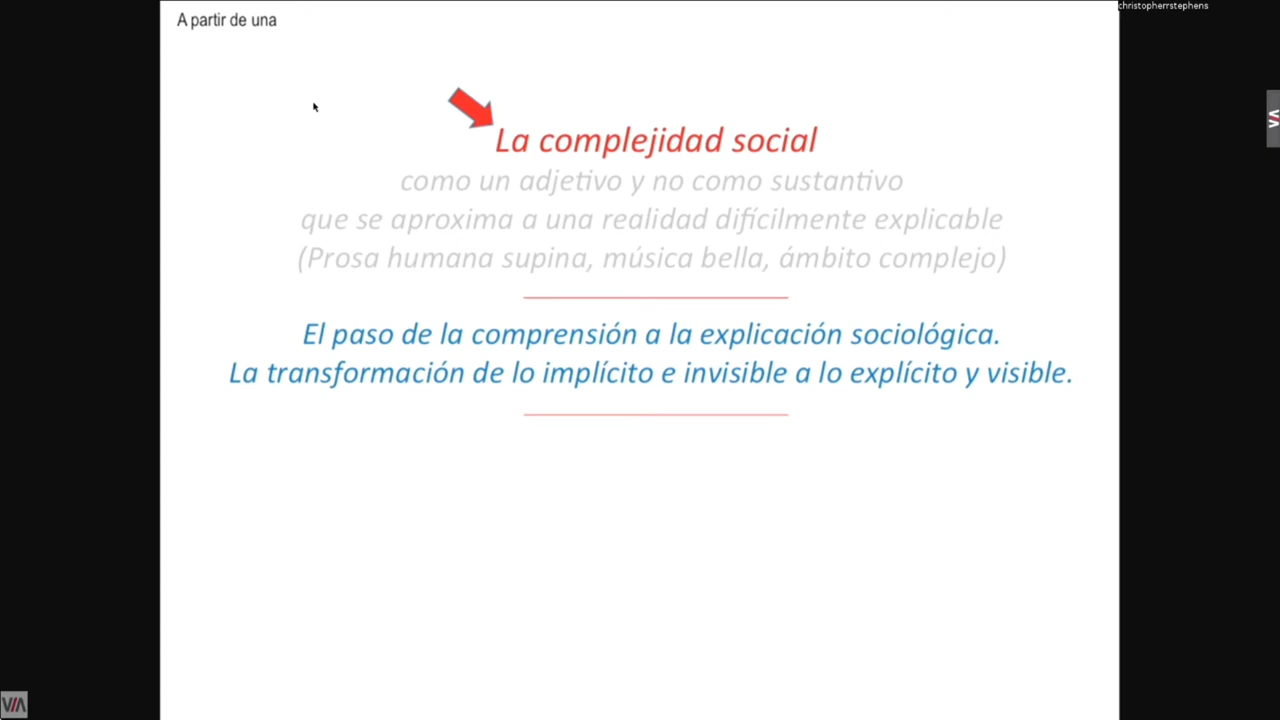 A partir de una
christopherrstephens
La complejidad social
como un adjetivo y no como sustantivo
que se aproxima a una realidad difícilmente explicable
(Prosa humana supina, música bella, ámbito complejo)
El paso de la comprensión a la explicación sociológica.
La transformación de lo implícito e invisible a lo explícito y visible.
VIA